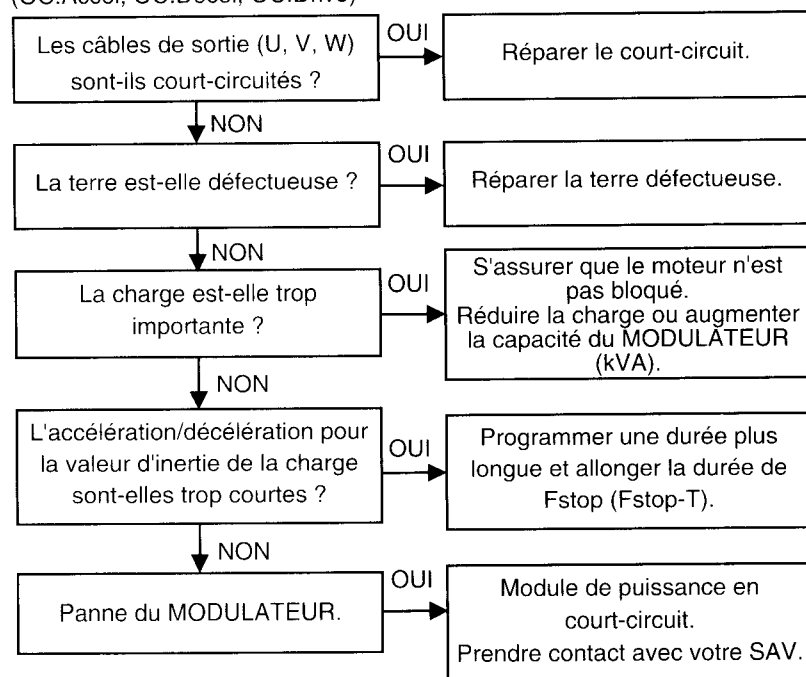 Les câbles de sortie (U, V, W)
sont-ils court-circuités ?
OUI
Réparer le court-circuit.
NON
La terre est-elle défectueuse ?
OUI
Réparer la terre défectueuse.
NON
La charge est-elle trop
importante ?
OUI
S'assurer que le moteur n'est
pas bloqué.
Réduire la charge ou augmenter
la capacité du MODULATEUR
(kVA).
NON
L'accélération/décélération pour
la valeur d'inertie de la charge
sont-elles trop courtes ?
OUI
Programmer une durée plus
longue et allonger la durée de
Fstop (Fstop-T).
NON
Panne du MODULATEUR.
OUI
Module de puissance en
court-circuit.
Prendre contact avec votre SAV.